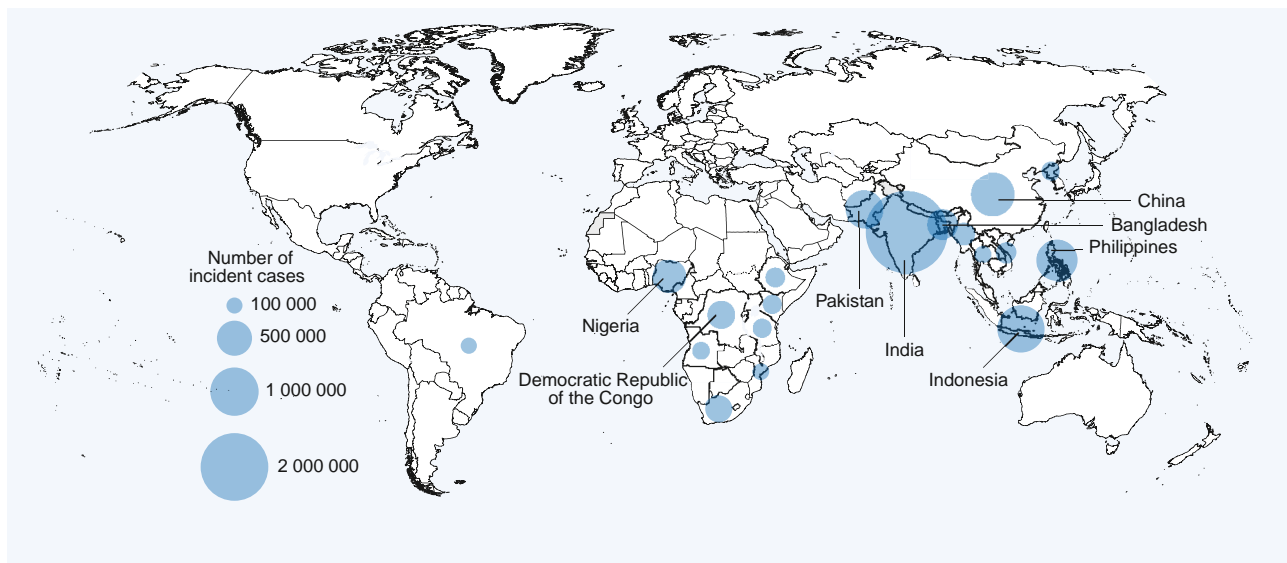 Number of
incident cases
100 000
500 000
1 000 000
2 000 000
China
Bangladesh
Philippines
Pakistan
Nigeria
India
Indonesia
Democratic Republic
of the Congo